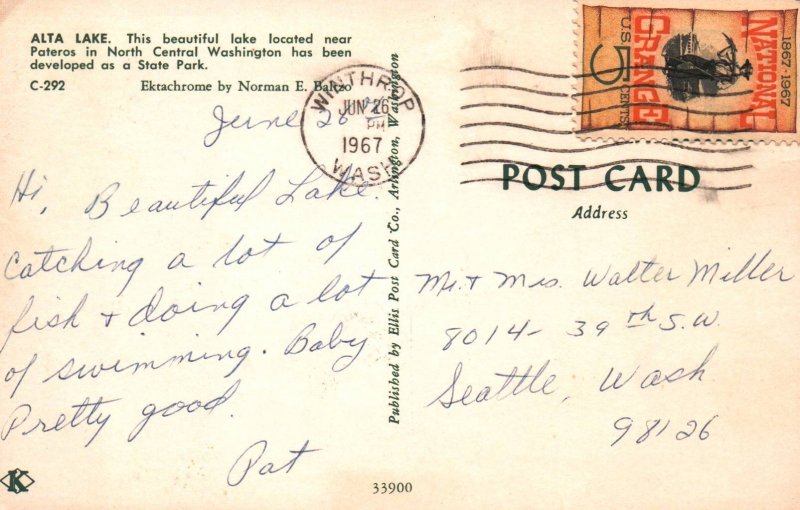 ALTA LAKE. This beautiful lake located near
Pateros in North Central Washington has been
developed as a State Park.
C-292 Ektachrome by Norman E. Balzo
June 26
WINTHROP
JUN 26
PM
1967
WASH
1867-1967
NATIONAL
GRANGE
U.S. 5 CENTS
Hi, Beautiful Lake.
Catching a lot of
fish & doing a lot
of swimming. Baby
Pretty good.
Pat
Published by Ellis Post Card Co., Arlington, Washington
POST CARD
Address
Mr. & Mrs. Walter Miller
8014- 39th S.W.
Seattle, Wash
98126
K
33900